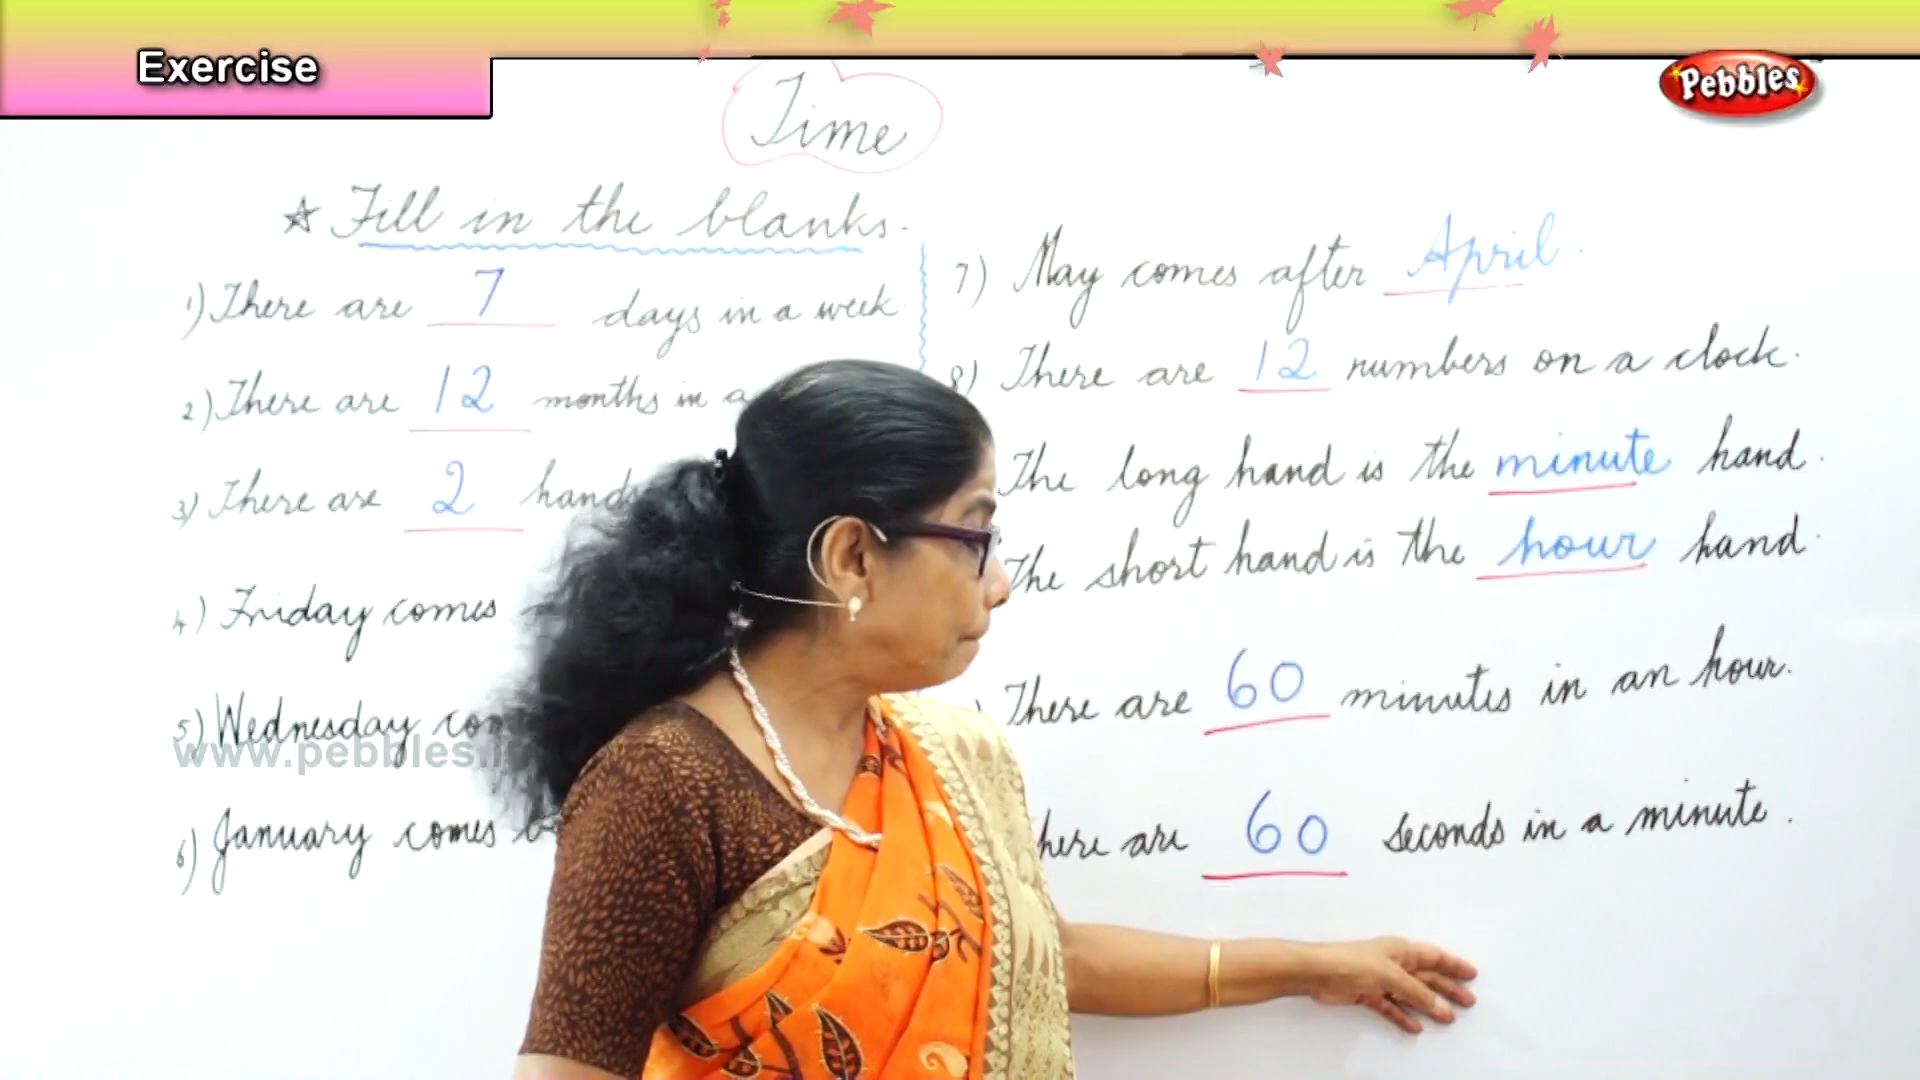 Exercise
Pebbles
Time
☆ Fill in the blanks.
1) There are 7 days in a week.
2) There are 12 months in a
3) There are 2 hands
4) Friday comes
5) Wednesday
www.pebbles.
6) January comes
7) May comes after April.
8) There are 12 numbers on a clock.
The long hand is the minute hand.
The short hand is the hour hand.
There are 60 minutes in an hour.
here are 60 seconds in a minute.